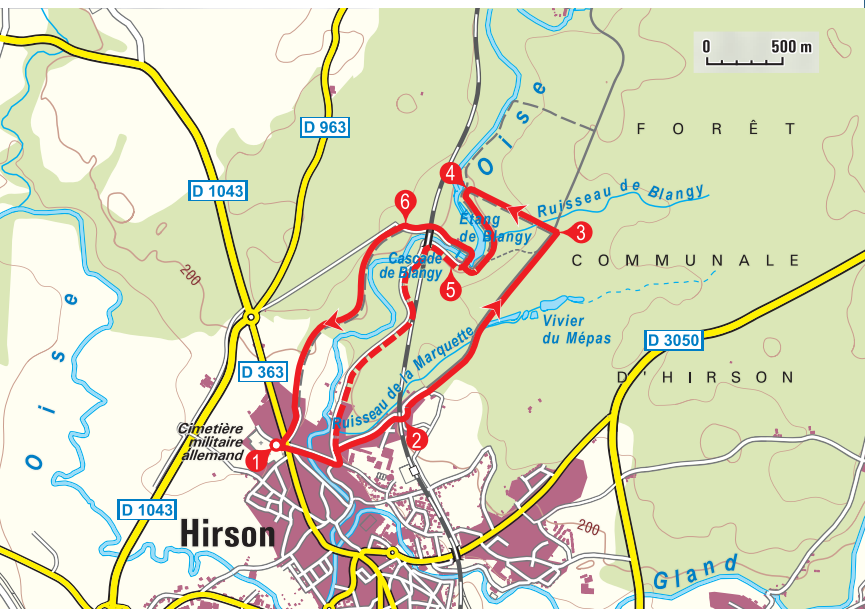 0 500 m
D 963
FORÊT
Oise
4
D 1043
Ruisseau de Blangy
6
Étang
de Blangy
3
Cascade
de Blangy
COMMUNALE
200
5
Vivier
du Mépas
Oise
D 3050
Ruisseau de la Marquette
D 363
D'HIRSON
Cimetière
militaire
allemand
1
2
D 1043
Hirson
200
Gland